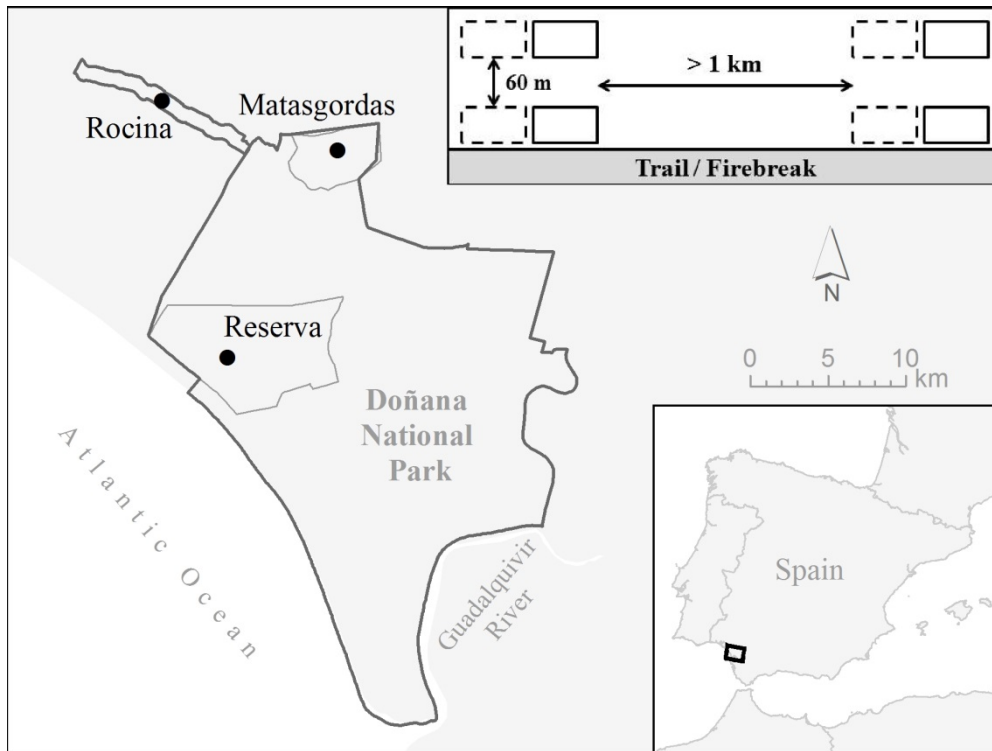 > 1 km
60 m
Trail / Firebreak
Matasgordas
Rocina
N
Reserva
0 5 10
km
Doñana
National
Park
Atlantic Ocean
Guadalquivir
River
Spain